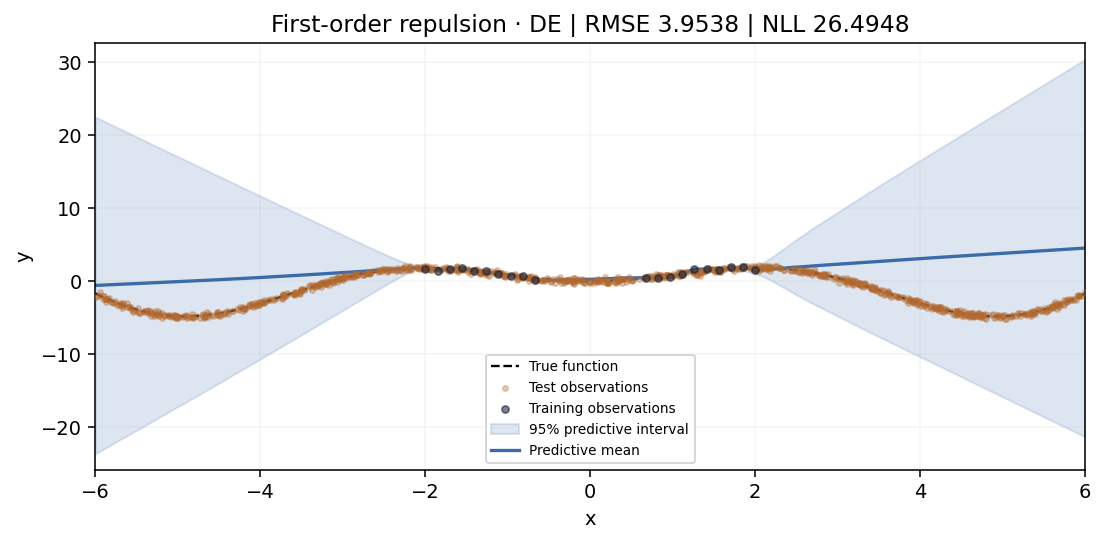 First-order repulsion · DE | RMSE 3.9538 | NLL 26.4948
30
20
10
0
−10
−20
y
−6
−4
−2
0
2
4
6
x
True function
Test observations
Training observations
95% predictive interval
Predictive mean